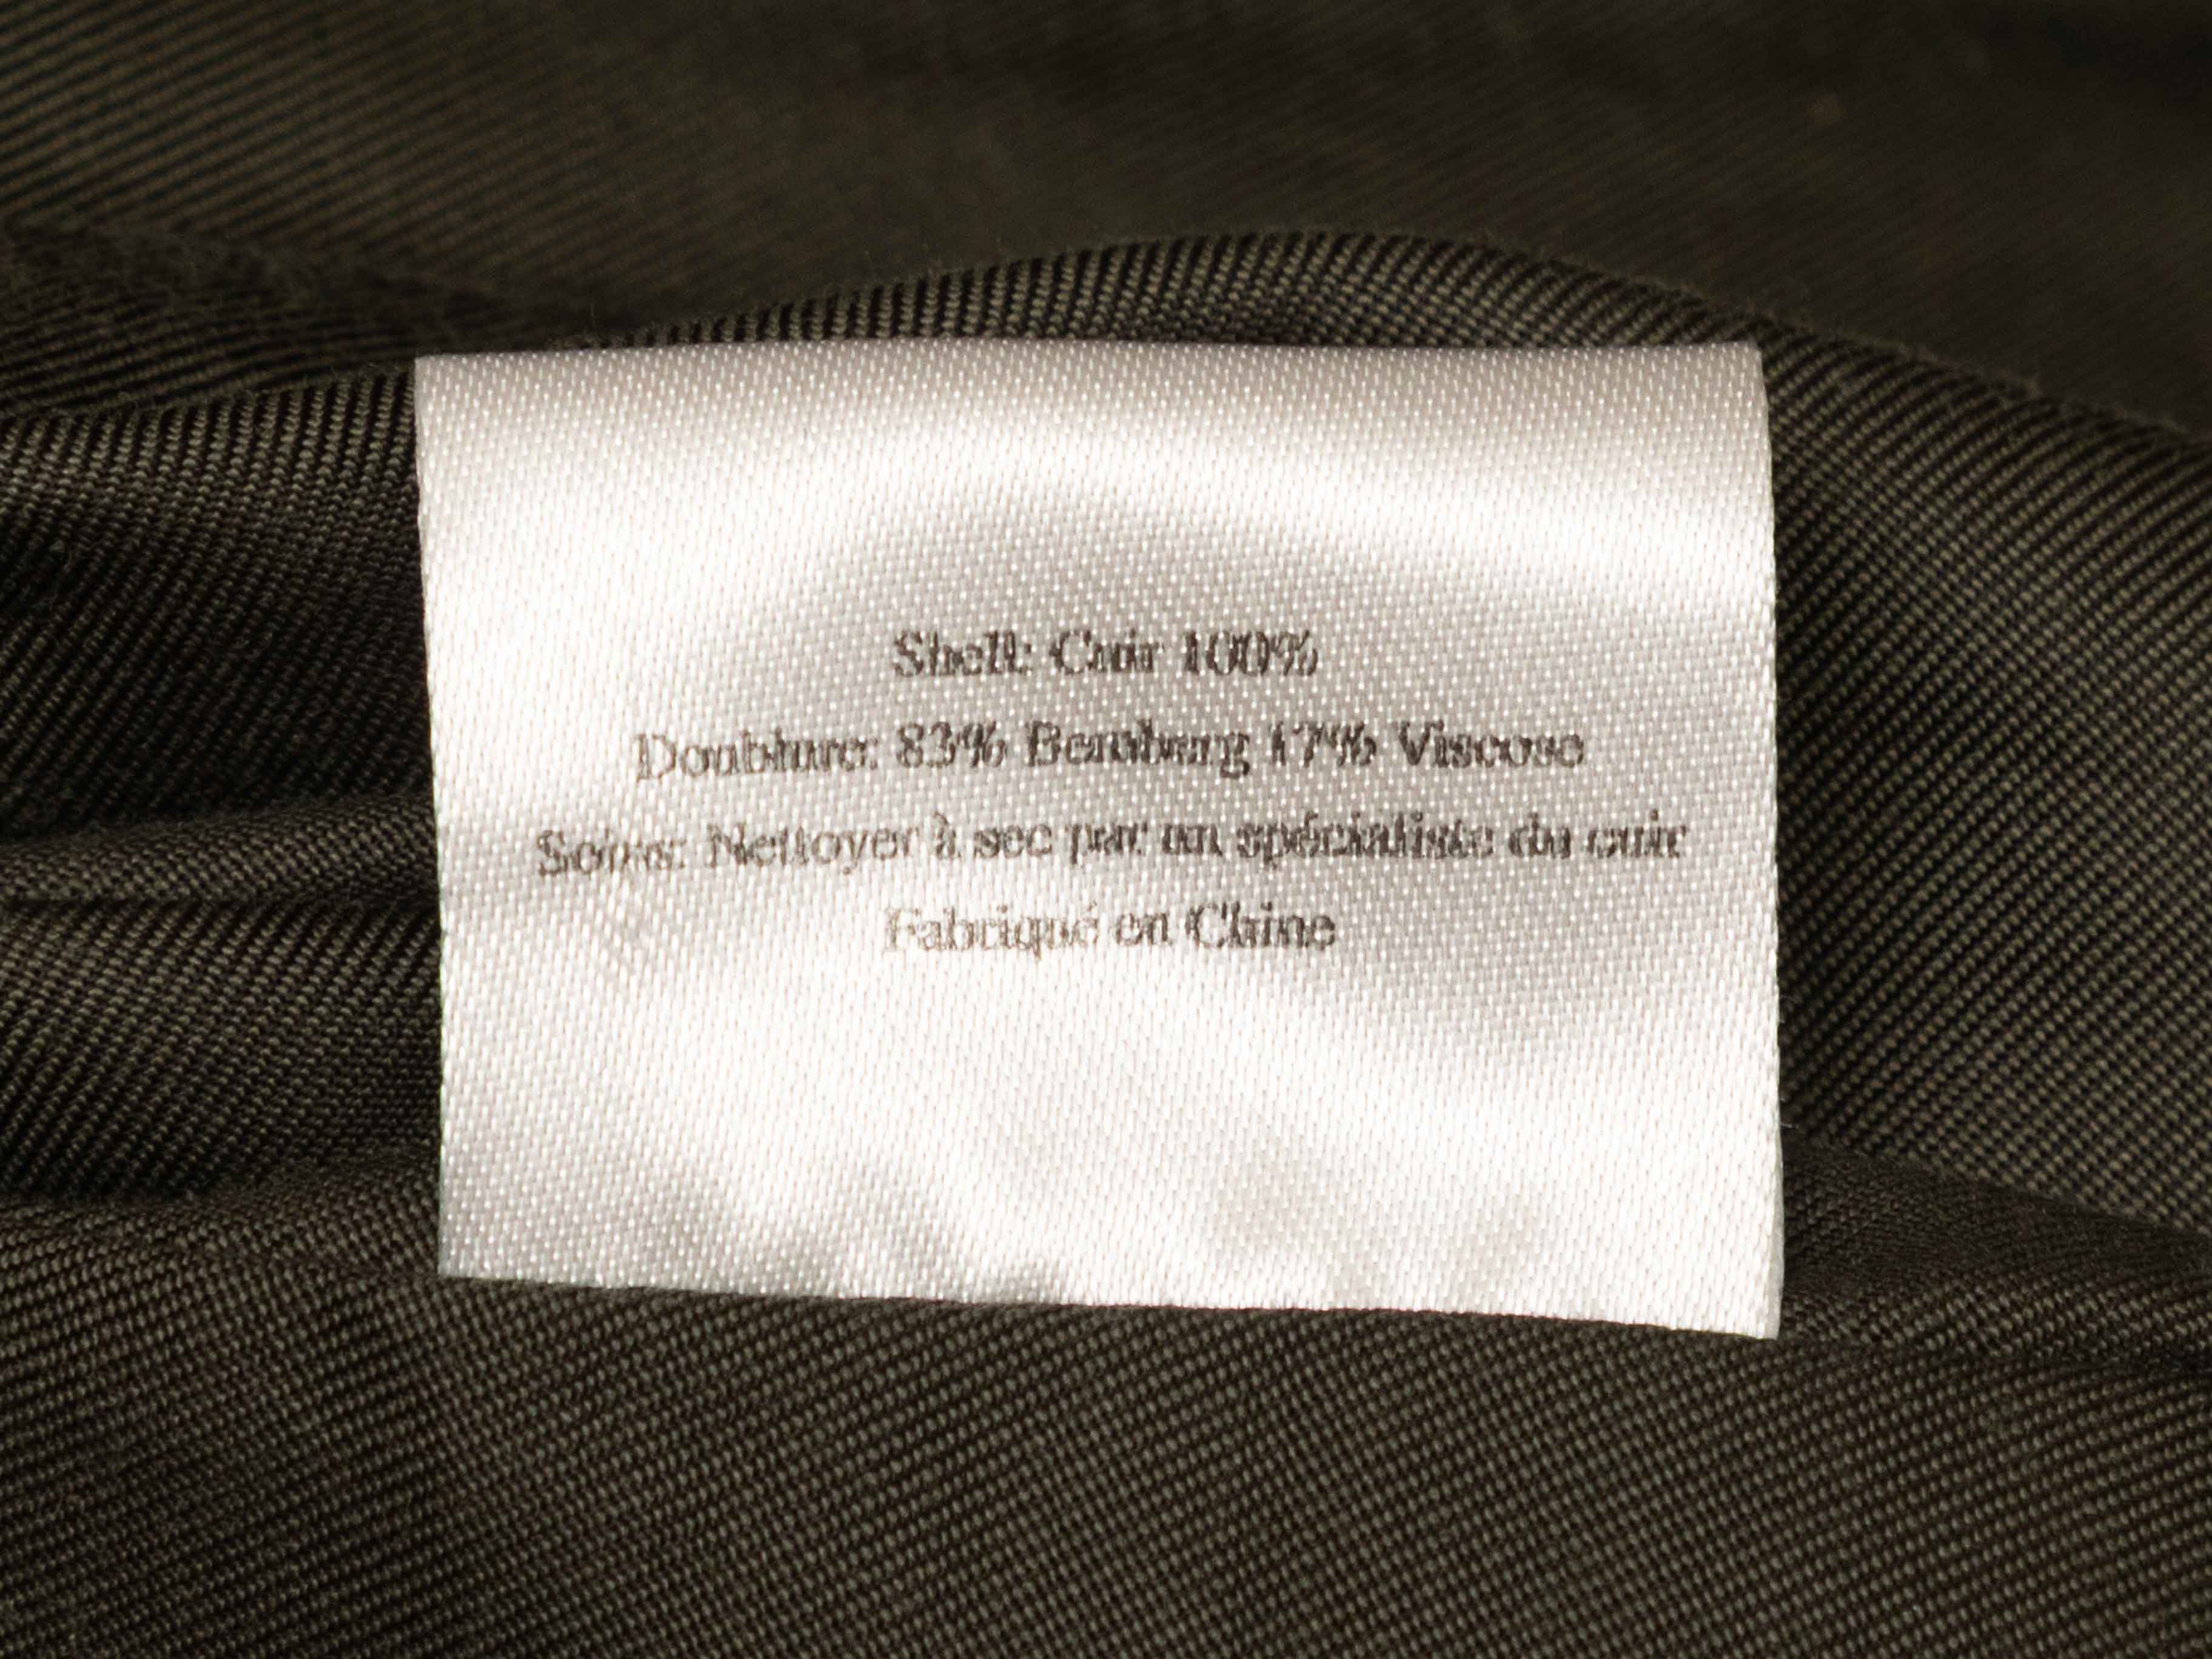 Shell: Cuir 100%
Doublure: 83% Bemberg 17% Viscose
Soins: Nettoyer à sec par un spécialiste du cuir
Fabriqué en Chine